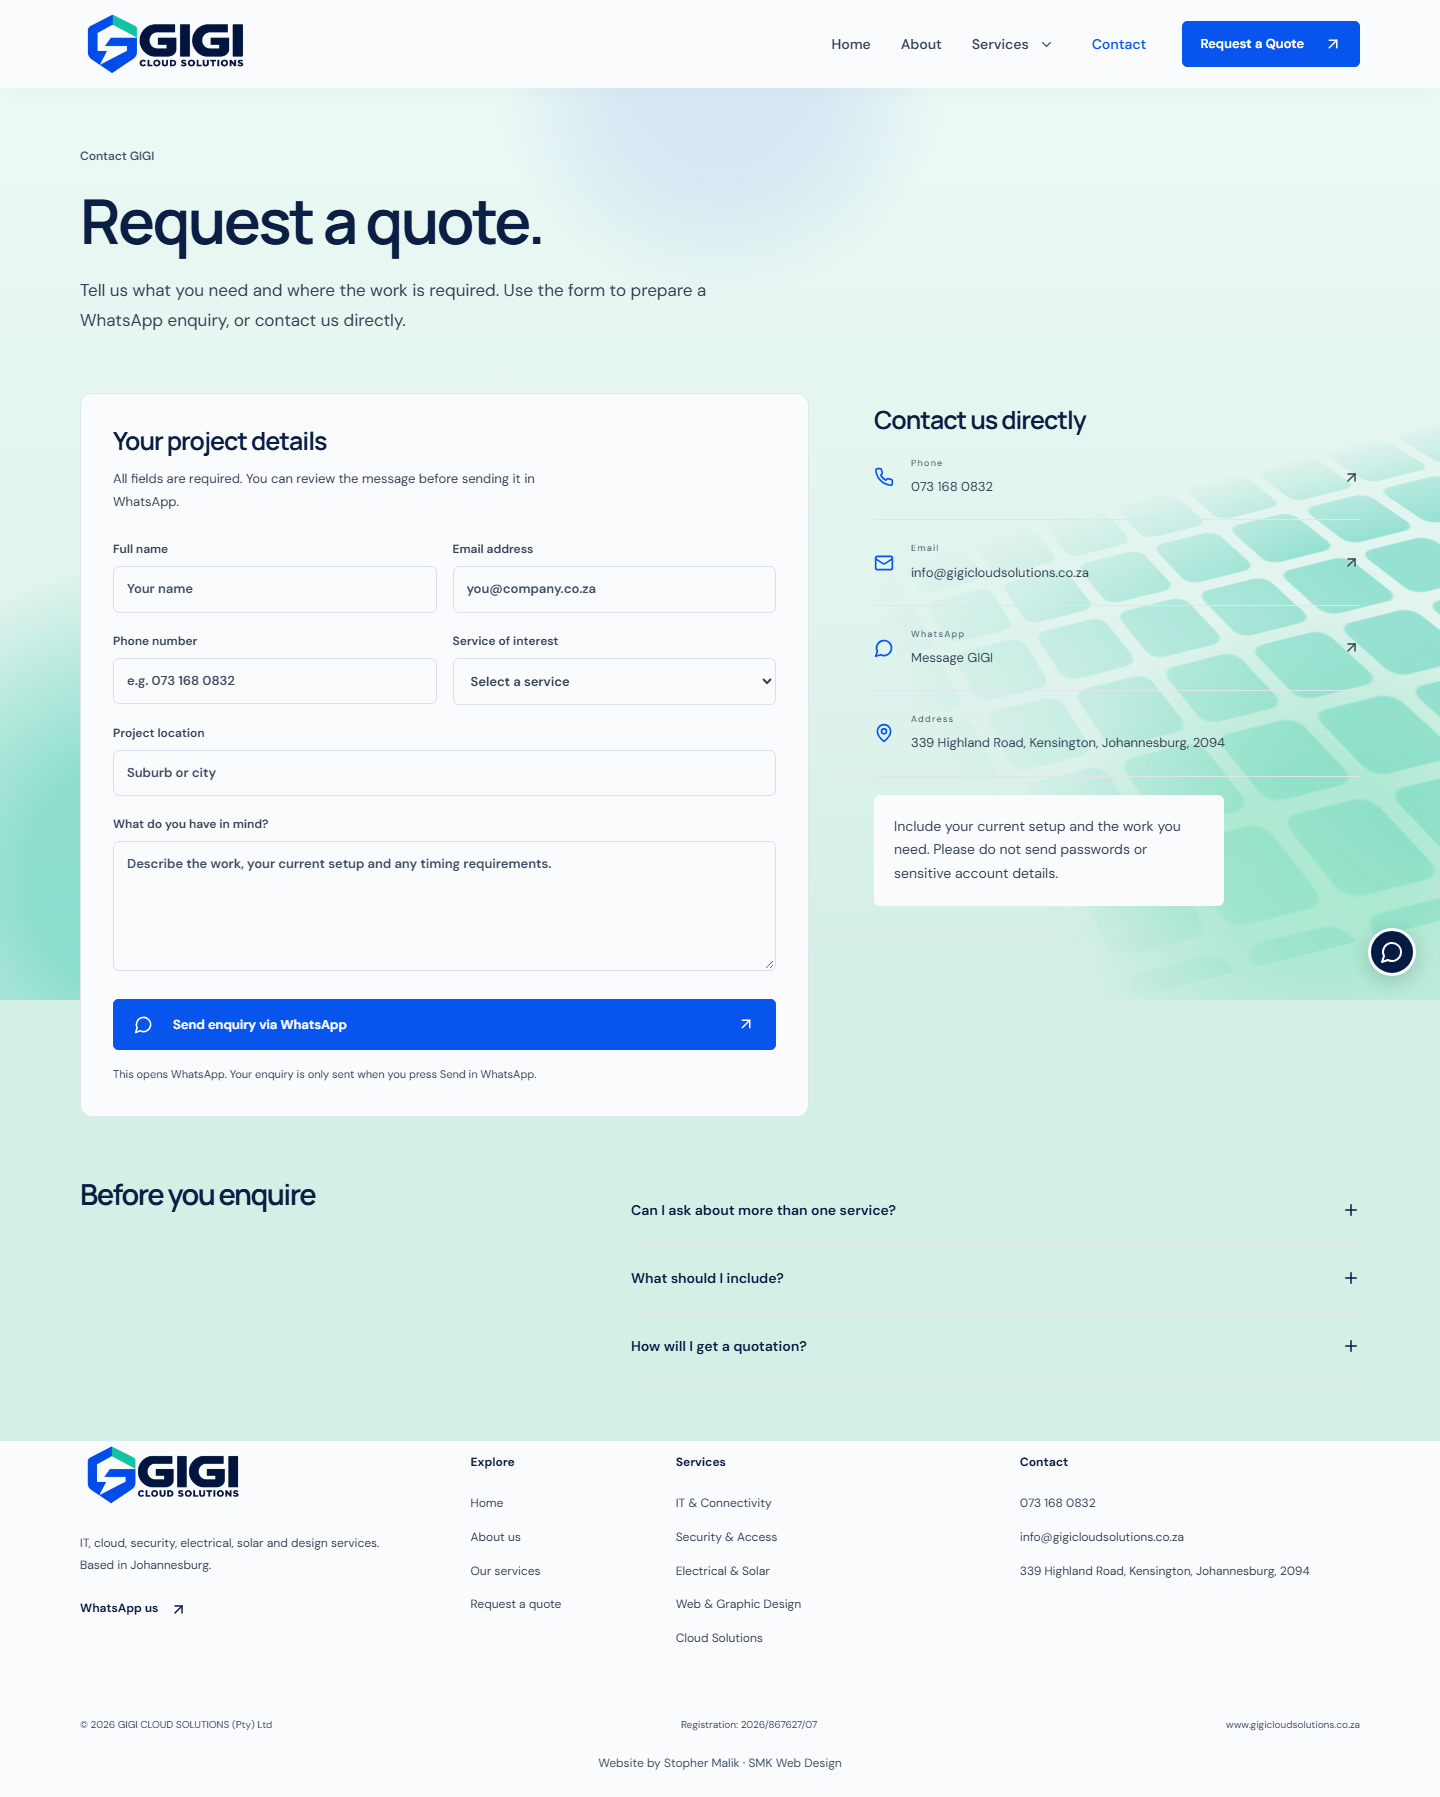 GIGI
CLOUD SOLUTIONS
Home
About
Services
Contact
Request a Quote
Contact GIGI
Request a quote.
Tell us what you need and where the work is required. Use the form to prepare a
WhatsApp enquiry, or contact us directly.
Your project details
All fields are required. You can review the message before sending it in
WhatsApp.
Full name
Your name
Email address
you@company.co.za
Phone number
e.g. 073 168 0832
Service of interest
Select a service
Project location
Suburb or city
What do you have in mind?
Describe the work, your current setup and any timing requirements.
Send enquiry via WhatsApp
This opens WhatsApp. Your enquiry is only sent when you press Send in WhatsApp.
Contact us directly
Phone
073 168 0832
Email
info@gigicloudsolutions.co.za
WhatsApp
Message GIGI
Address
339 Highland Road, Kensington, Johannesburg, 2094
Include your current setup and the work you
need. Please do not send passwords or
sensitive account details.
Before you enquire
Can I ask about more than one service?
What should I include?
How will I get a quotation?
GIGI
CLOUD SOLUTIONS
IT, cloud, security, electrical, solar and design services.
Based in Johannesburg.
WhatsApp us
Explore
Home
About us
Our services
Request a quote
Services
IT & Connectivity
Security & Access
Electrical & Solar
Web & Graphic Design
Cloud Solutions
Contact
073 168 0832
info@gigicloudsolutions.co.za
339 Highland Road, Kensington, Johannesburg, 2094
© 2026 GIGI CLOUD SOLUTIONS (Pty) Ltd
Registration: 2026/867627/07
www.gigicloudsolutions.co.za
Website by Stopher Malik · SMK Web Design